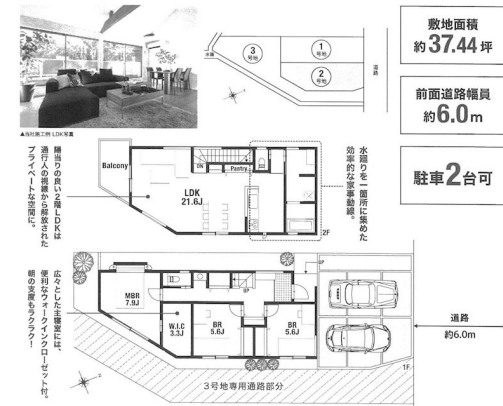 ▲当社施工例 LDK写真
3
号地
1
号地
2
号地
水路
道路
敷地面積
約37.44坪
前面道路幅員
約6.0m
駐車2台可
陽当りの良い2階LDKは
通行人の視線から解放された
プライベートな空間に。
Balcony
DN
Pantry
LDK
21.6J
2F
水廻りを一箇所に集めた
効率的な家事動線。
広々とした主寝室には、
便利なウォークインクローゼット付。
朝の支度もラクラク!
MBR
7.9J
W.I.C
3.3J
BR
5.6J
BR
5.6J
UP
1F
道路
約6.0m
3号地専用通路部分